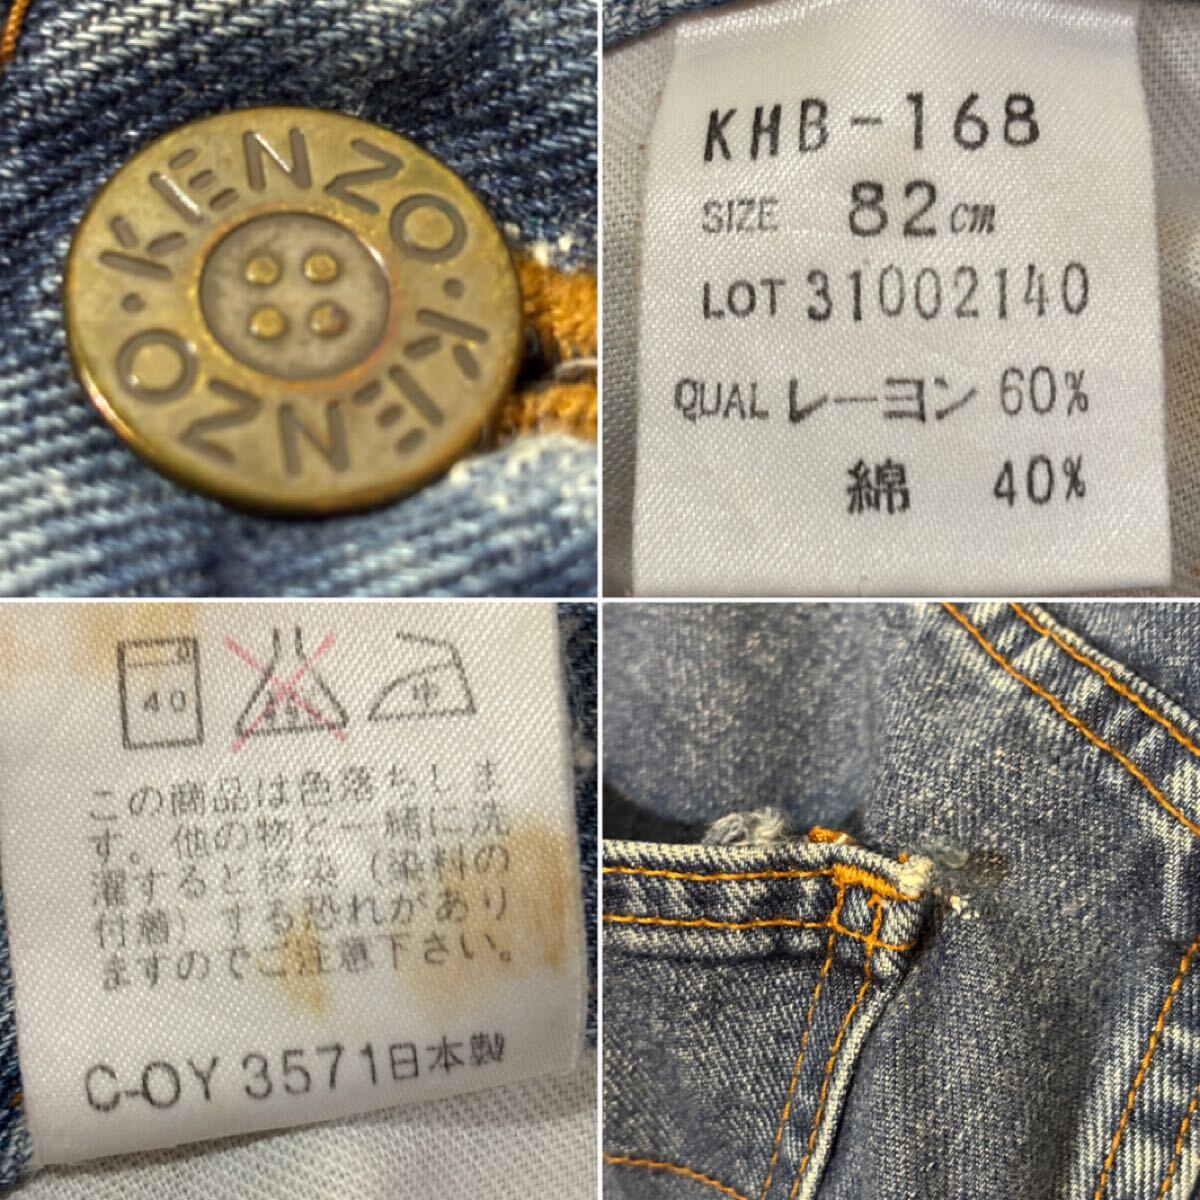 KENZO・KENZO・
KHB-168
SIZE 82cm
LOT 31002140
QUAL レーヨン 60%
綿 40%
40
中
この商品は色落ちしま
す。他の物と一緒に洗
濯すると移染（染料の
付着）する恐れがあり
ますのでご注意下さい。
C-OY 3571日本製